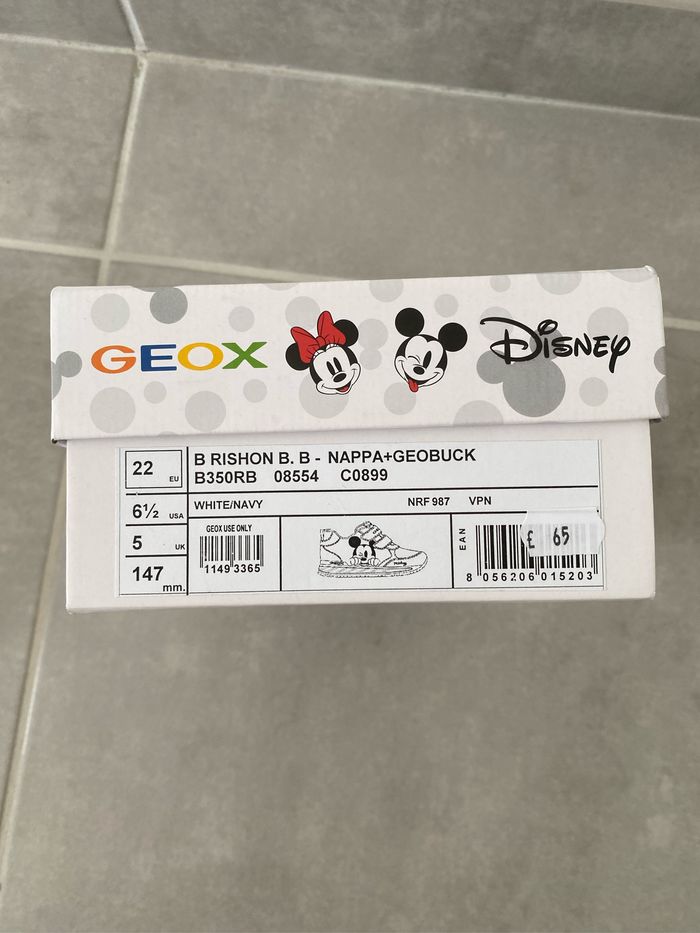 GEOX
Disney
22 EU
B RISHON B. B - NAPPA+GEOBUCK
B350RB 08554 C0899
6½ USA
WHITE/NAVY NRF 987 VPN
5 UK
GEOX USE ONLY
1149 3365
EAN
£ 65
8 056206 015203
147 mm.